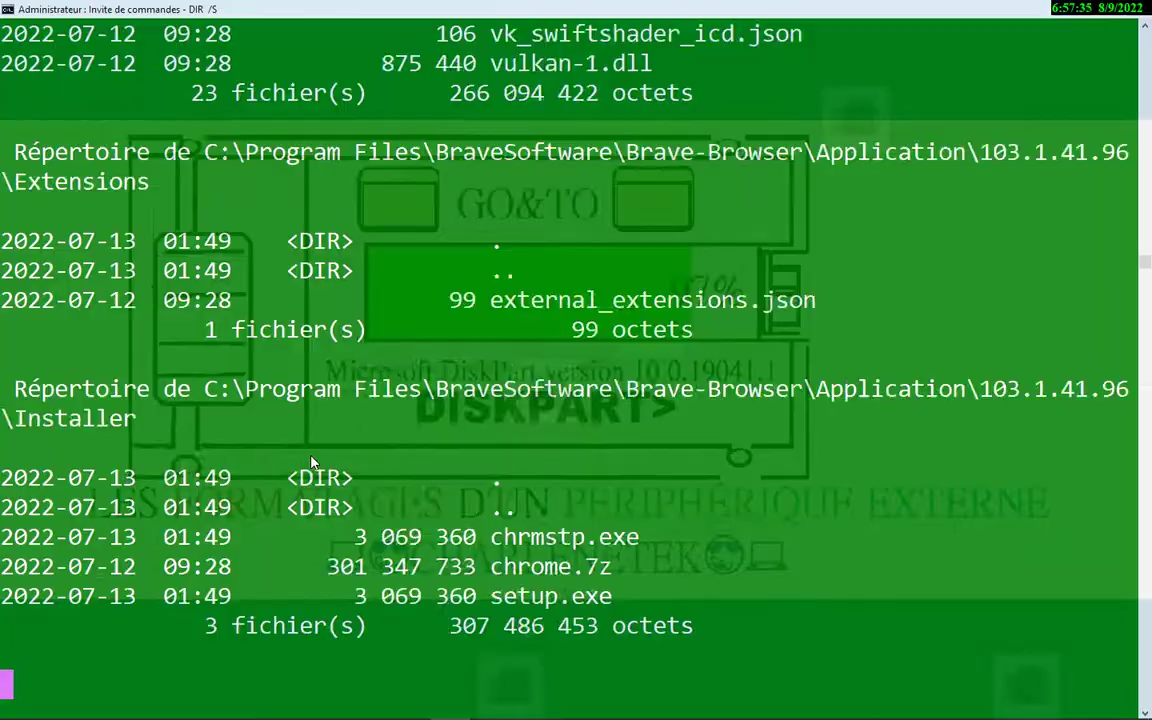 Administrateur : Invite de commandes - DIR /S
6:57:35 8/9/2022
2022-07-12 09:28 106 vk_swiftshader_icd.json
2022-07-12 09:28 875 440 vulkan-1.dll
23 fichier(s) 266 094 422 octets
Répertoire de C:\Program Files\BraveSoftware\Brave-Browser\Application\103.1.41.96
\Extensions
GO&TO
2022-07-13 01:49 <DIR> .
2022-07-13 01:49 <DIR> ..
2022-07-12 09:28 99 external_extensions.json
1 fichier(s) 99 octets
Microsoft DiskPart version 10.0.19041.1
Répertoire de C:\Program Files\BraveSoftware\Brave-Browser\Application\103.1.41.96
\Installer
DISKPART>
2022-07-13 01:49 <DIR> .
LES FORMATAGES D'UN PÉRIPHÉRIQUE EXTERNE
2022-07-13 01:49 <DIR> ..
2022-07-13 01:49 3 069 360 chrmstp.exe
2022-07-12 09:28 301 347 733 chrome.7z
2022-07-13 01:49 3 069 360 setup.exe
3 fichier(s) 307 486 453 octets